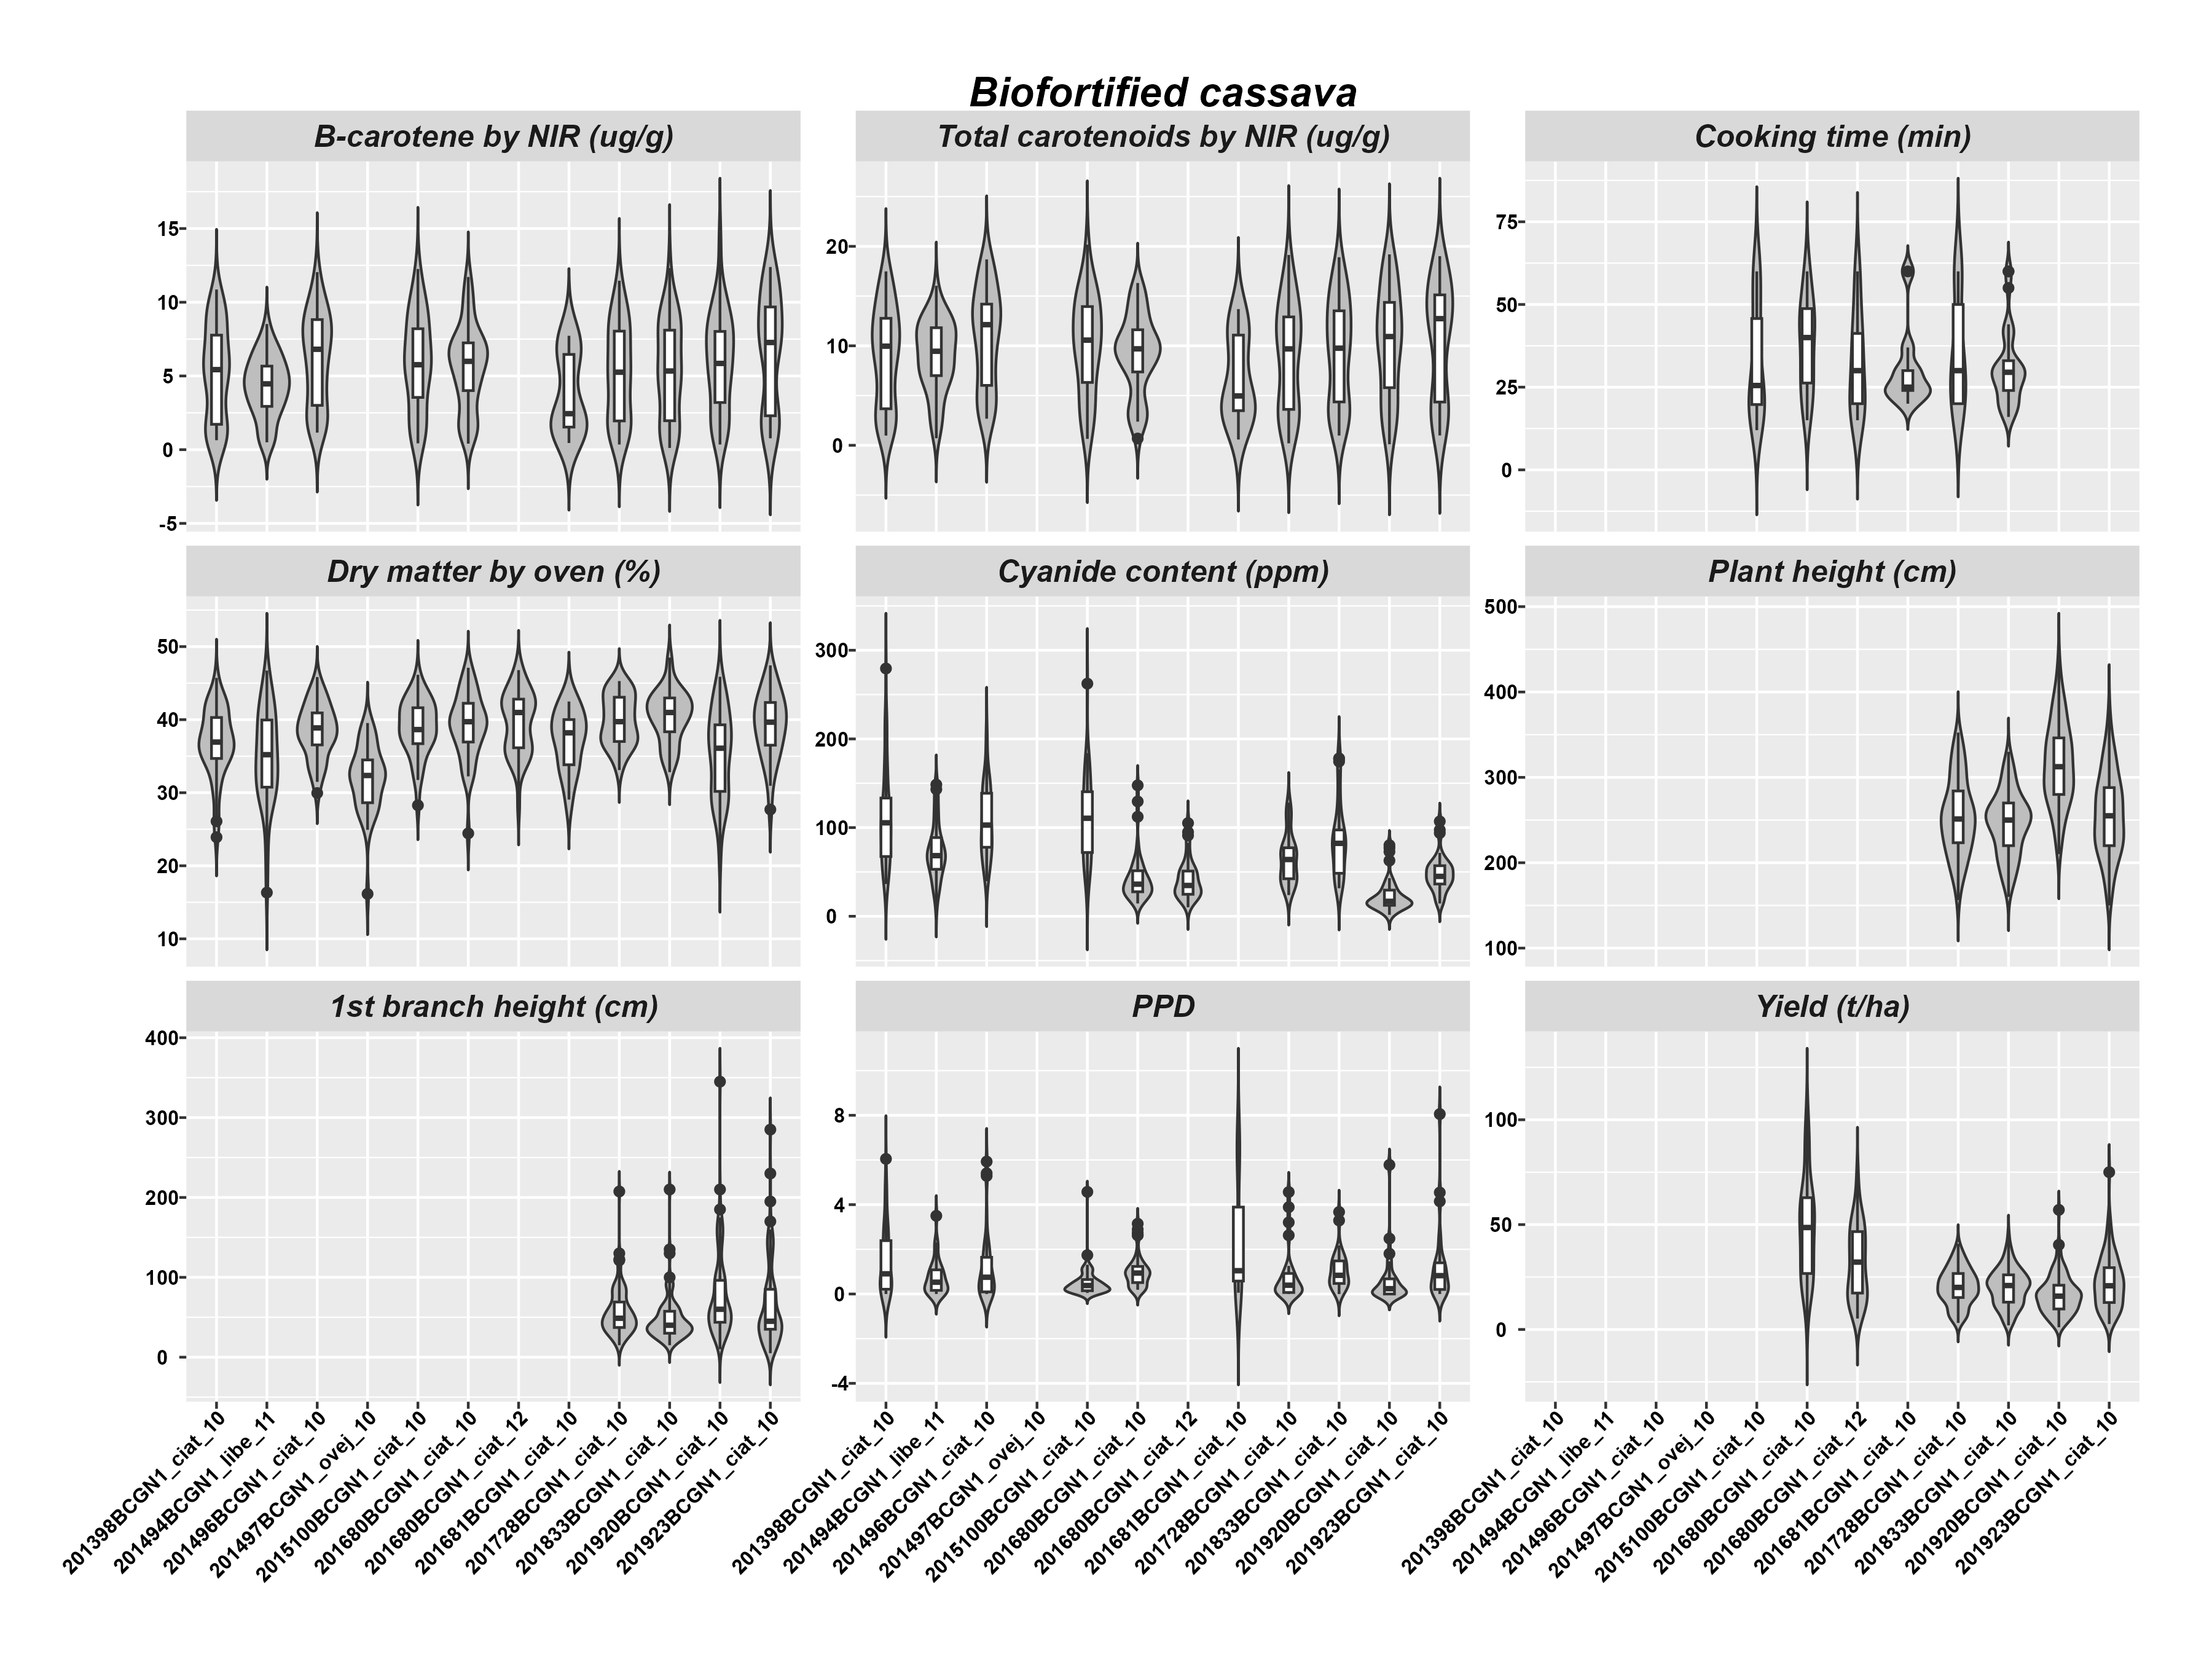 Biofortified cassava
B-carotene by NIR (ug/g)
Total carotenoids by NIR (ug/g)
Cooking time (min)
15
10
5
0
-5
20
10
0
75
50
25
0
Dry matter by oven (%)
Cyanide content (ppm)
Plant height (cm)
50
40
30
20
10
300
200
100
0
500
400
300
200
100
1st branch height (cm)
PPD
Yield (t/ha)
400
300
200
100
0
8
4
0
-4
100
50
0
201398BCGN1_ciat_10
201494BCGN1_libe_11
201496BCGN1_ciat_10
201497BCGN1_ovej_10
2015100BCGN1_ciat_10
201680BCGN1_ciat_10
201680BCGN1_ciat_12
201681BCGN1_ciat_10
201728BCGN1_ciat_10
201833BCGN1_ciat_10
201920BCGN1_ciat_10
201923BCGN1_ciat_10
201398BCGN1_ciat_10
201494BCGN1_libe_11
201496BCGN1_ciat_10
201497BCGN1_ovej_10
2015100BCGN1_ciat_10
201680BCGN1_ciat_10
201680BCGN1_ciat_12
201681BCGN1_ciat_10
201728BCGN1_ciat_10
201833BCGN1_ciat_10
201920BCGN1_ciat_10
201923BCGN1_ciat_10
201398BCGN1_ciat_10
201494BCGN1_libe_11
201496BCGN1_ciat_10
201497BCGN1_ovej_10
2015100BCGN1_ciat_10
201680BCGN1_ciat_10
201680BCGN1_ciat_12
201681BCGN1_ciat_10
201728BCGN1_ciat_10
201833BCGN1_ciat_10
201920BCGN1_ciat_10
201923BCGN1_ciat_10